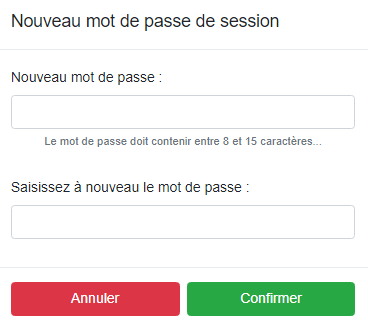 Nouveau mot de passe de session
Nouveau mot de passe :
Le mot de passe doit contenir entre 8 et 15 caractères...
Saisissez à nouveau le mot de passe :
Annuler
Confirmer